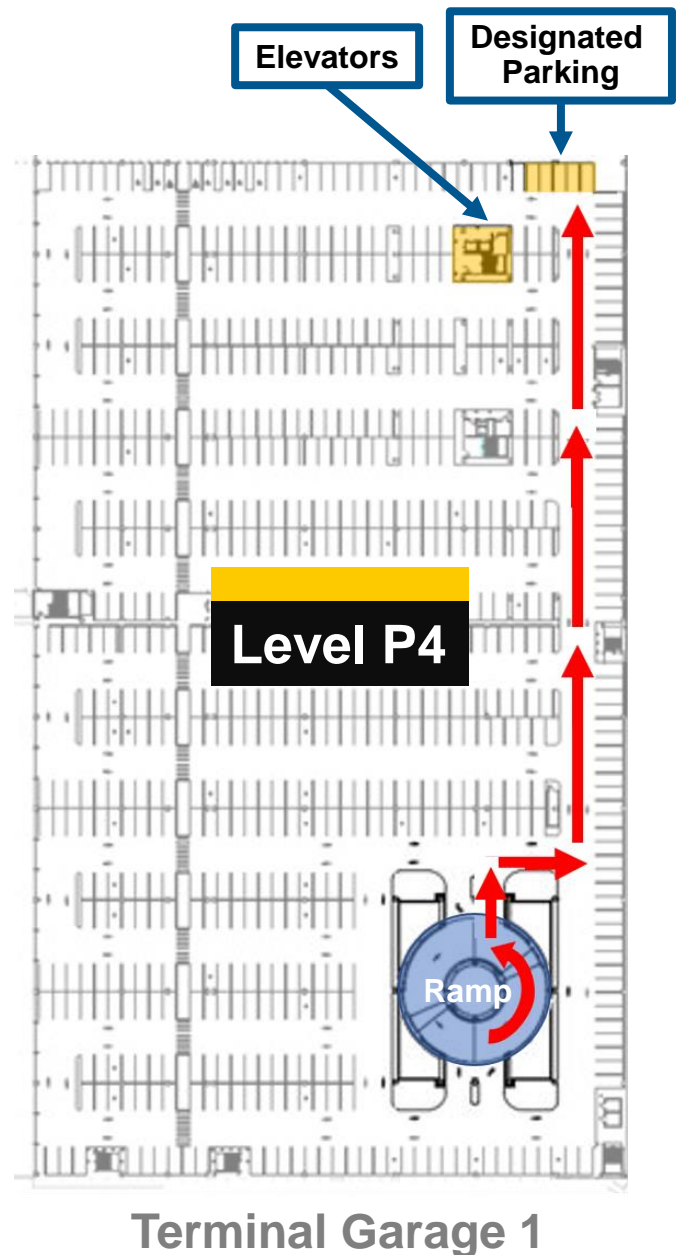 Elevators
Designated
Parking
Level P4
Ramp
Terminal Garage 1